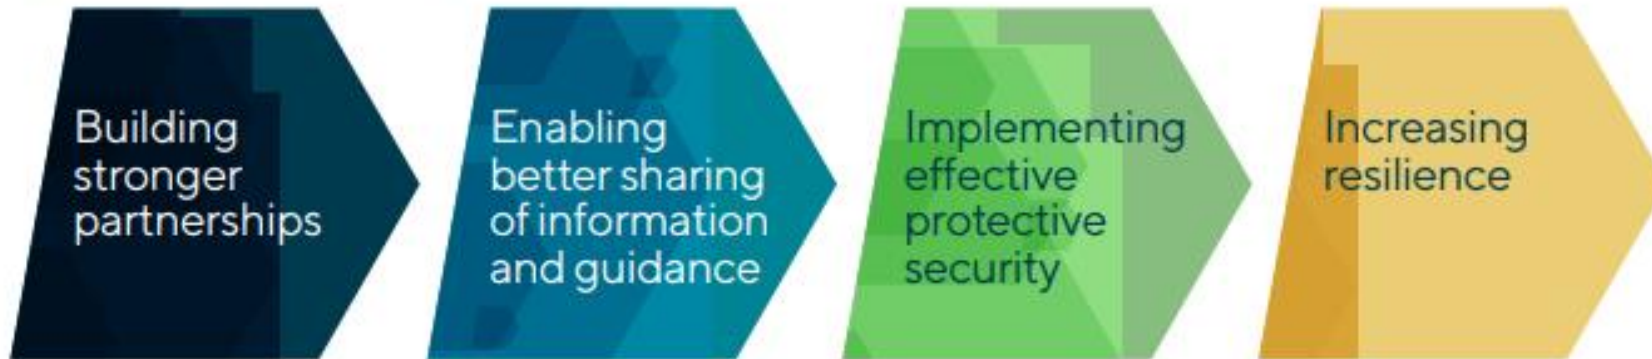 Building
stronger
partnerships
Enabling
better sharing
of information
and guidance
Implementing
effective
protective
security
Increasing
resilience